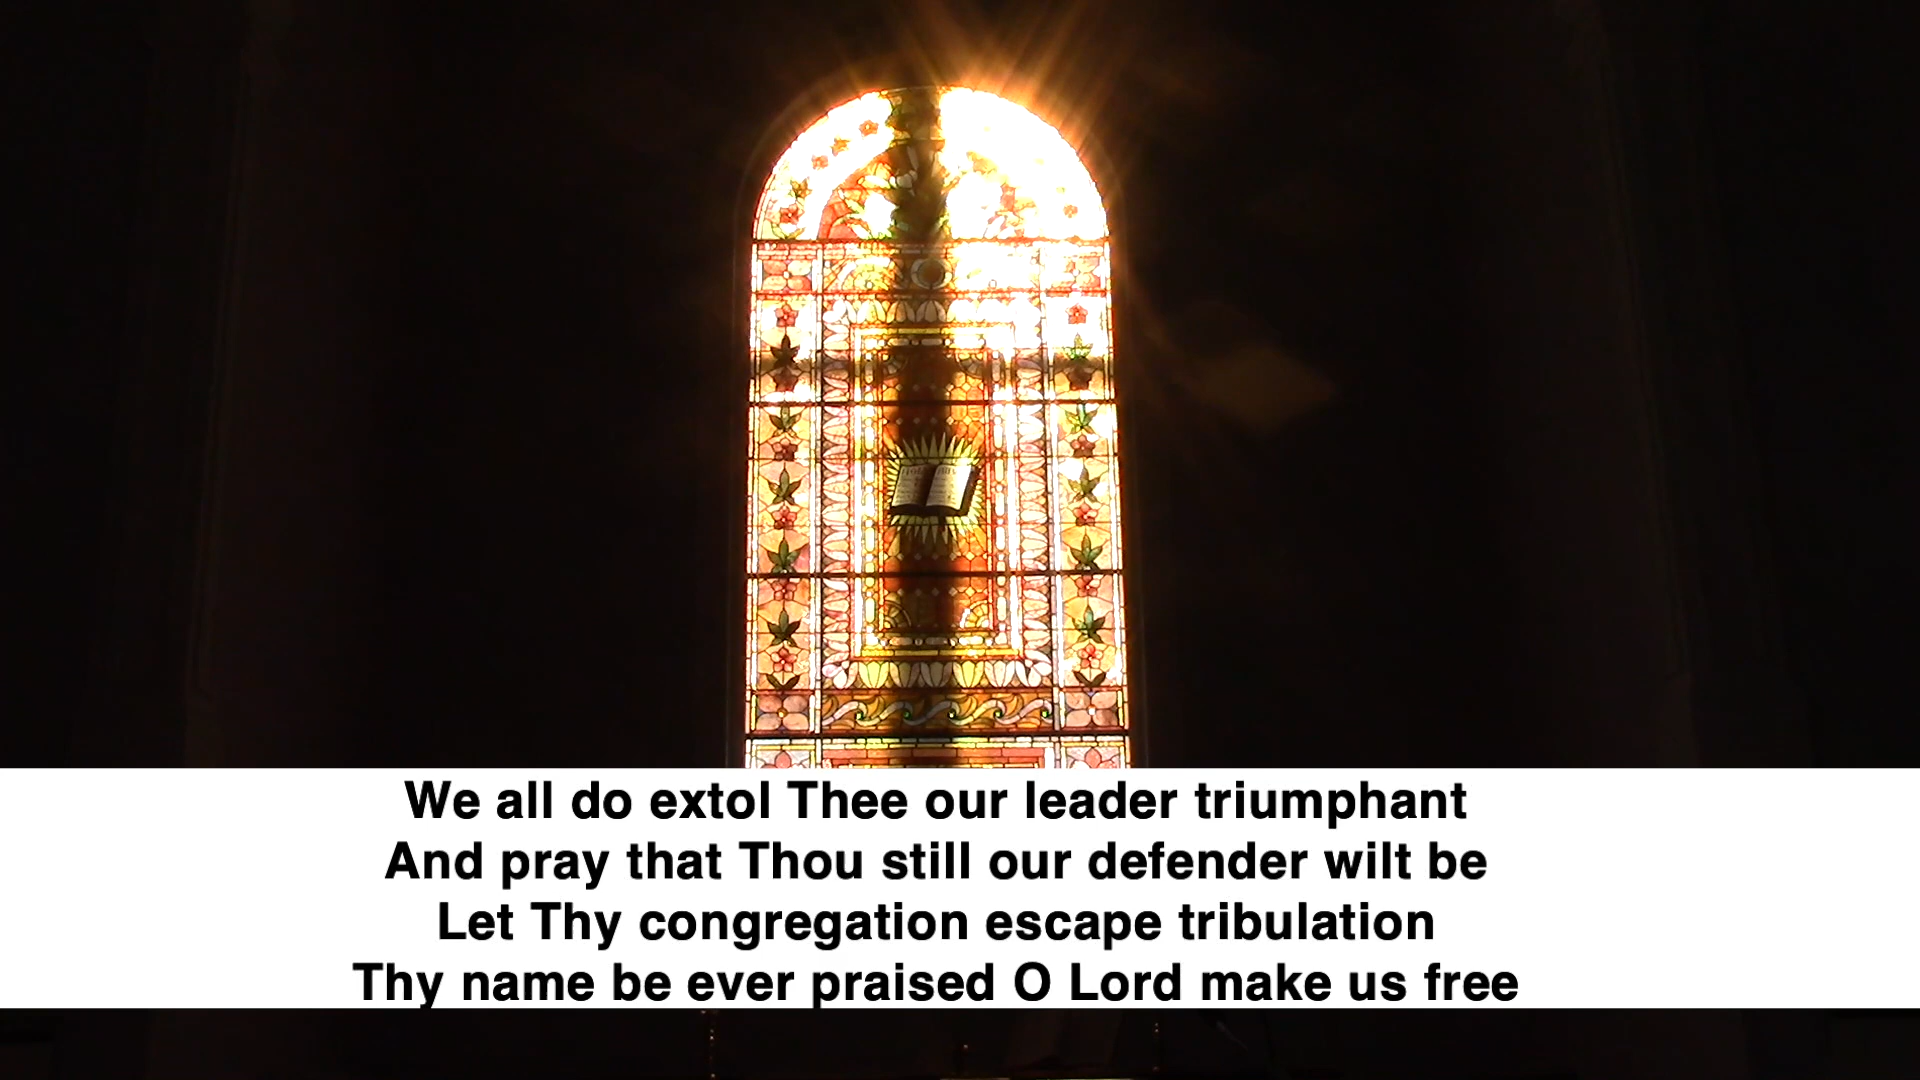 We all do extol Thee our leader triumphant
And pray that Thou still our defender wilt be
Let Thy congregation escape tribulation
Thy name be ever praised O Lord make us free